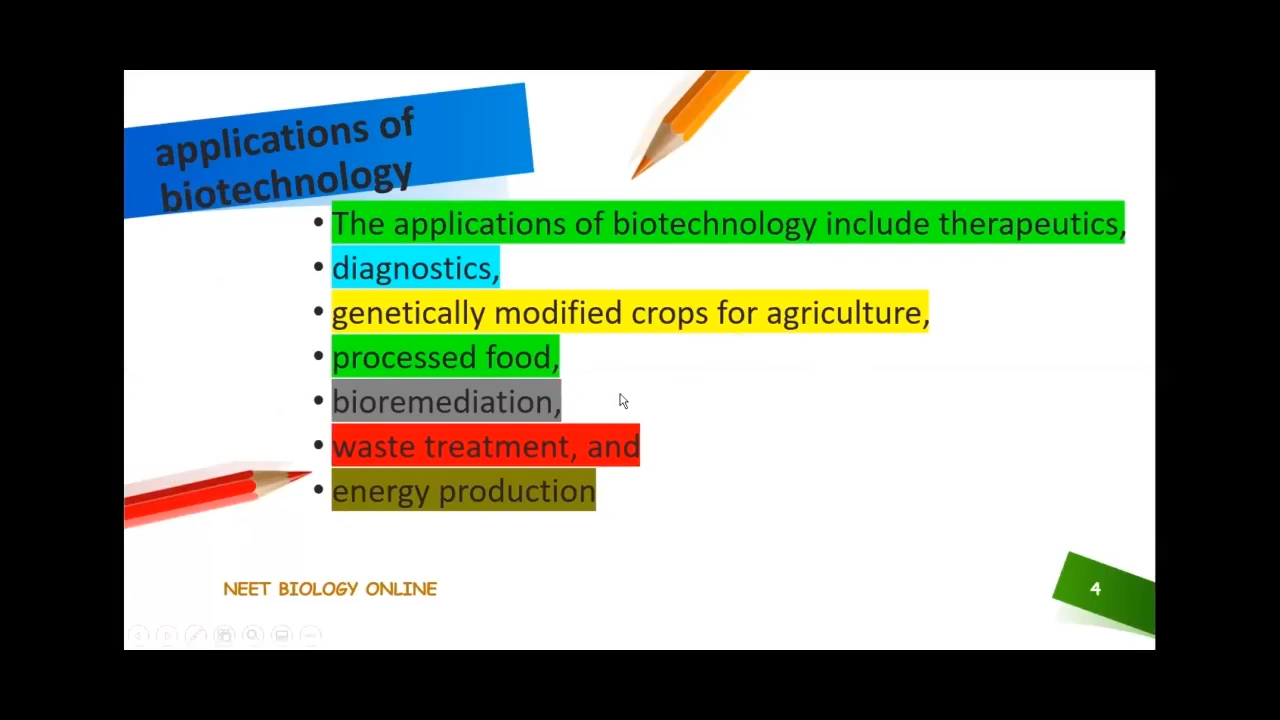 applications of
biotechnology
• The applications of biotechnology include therapeutics,
• diagnostics,
• genetically modified crops for agriculture,
• processed food,
• bioremediation,
• waste treatment, and
• energy production
NEET BIOLOGY ONLINE
4